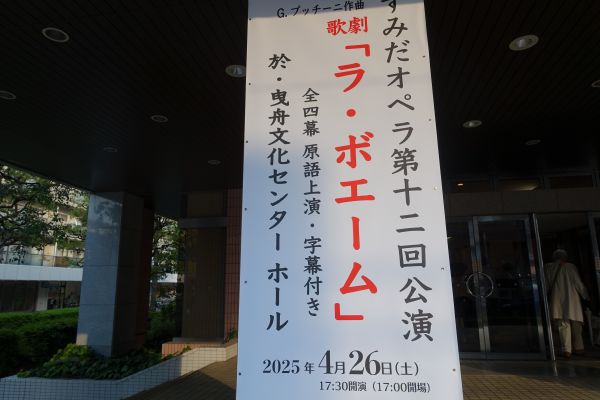 すみだオペラ第十二回公演
G. プッチーニ作曲
歌劇「ラ・ボエーム」
全四幕 原語上演・字幕付き
於・曳舟文化センター ホール
2025年4月26日(土)
17:30開演（17:00開場）